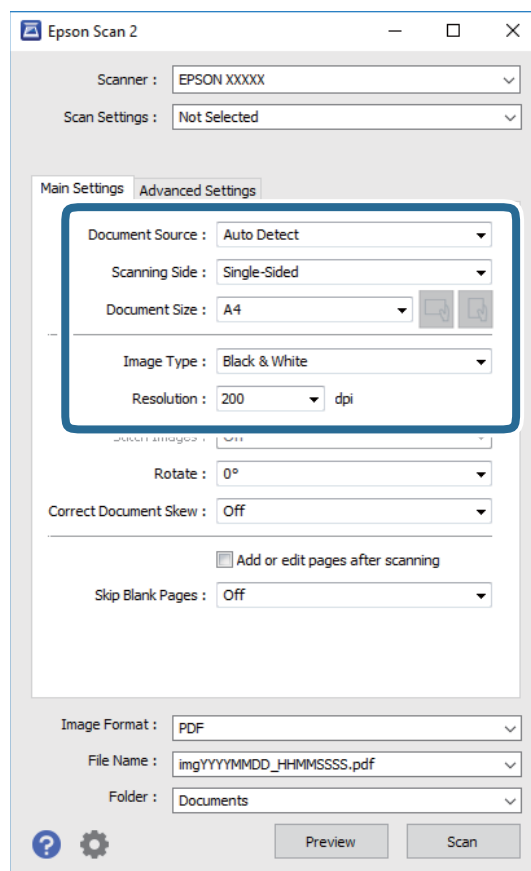 Epson Scan 2
Scanner : EPSON XXXXX
Scan Settings : Not Selected
Main Settings Advanced Settings
Document Source : Auto Detect
Scanning Side : Single-Sided
Document Size : A4
Image Type : Black & White
Resolution : 200 dpi
Rotate : 0°
Correct Document Skew : Off
Add or edit pages after scanning
Skip Blank Pages : Off
Image Format : PDF
File Name : imgYYYYMMDD_HHMMSSSS.pdf
Folder : Documents
? Preview Scan